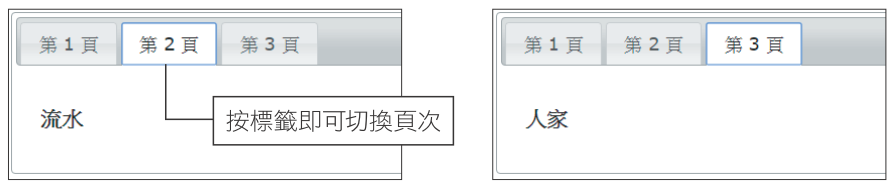 第 1 頁 第 2 頁 第 3 頁
流水
按標籤即可切換頁次
第 1 頁 第 2 頁 第 3 頁
人家